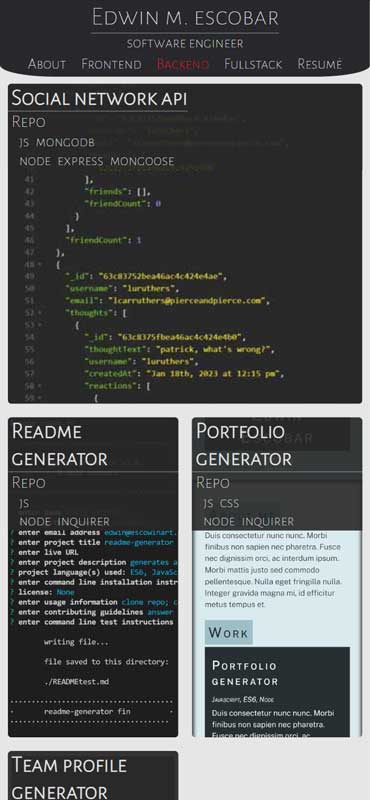 Edwin M. Escobar
software engineer
About Frontend Backend Fullstack Resumé
Social network api
Repo
JS MONGODB
NODE EXPRESS MONGOOSE
41 ],
42 "friends": [],
43 "friendCount": 0
44 }
45 ],
46 "friendCount": 1
47 },
48 {
49 "_id": "63c83752bea46ac4c424e4ae",
50 "username": "luruthers",
51 "email": "lcarruthers@pierceandpierce.com",
52 "thoughts": [
53 {
54 "_id": "63c8375fbea46ac4c424e4b0",
55 "thoughtText": "patrick, what's wrong?",
56 "username": "luruthers",
57 "createdAt": "Jan 18th, 2023 at 12:15 pm",
58 "reactions": [
59 {
Readme
generator
Repo
JS
NODE INQUIRER
? enter email address edwin@escowinart.
? enter project title readme-generator
? enter live URL
? enter project description generates a
? project language(s) used: ES6, JavaSc
? enter command line installation instr
? license: None
? enter usage information clone repo; c
? enter contributing guidelines answer
? enter command line test instructions
writing file...
file saved to this directory:
./READMEtest.md
readme-generator fin
Portfolio
generator
Repo
JS CSS
NODE INQUIRER
Duis consectetur nunc nunc. Morbi
finibus non sapien nec pharetra. Fusce
nec dignissim orci, ac interdum ipsum.
Morbi mattis justo sed commodo
pellentesque. Nulla eget fringilla nulla.
Integer gravida magna mi, id efficitur
metus tempus et.
Work
Portfolio
generator
Javascript, ES6, Node
Duis consectetur nunc nunc. Morbi
finibus non sapien nec pharetra.
Fusce nec dignissim orci, ac
Team profile
generator